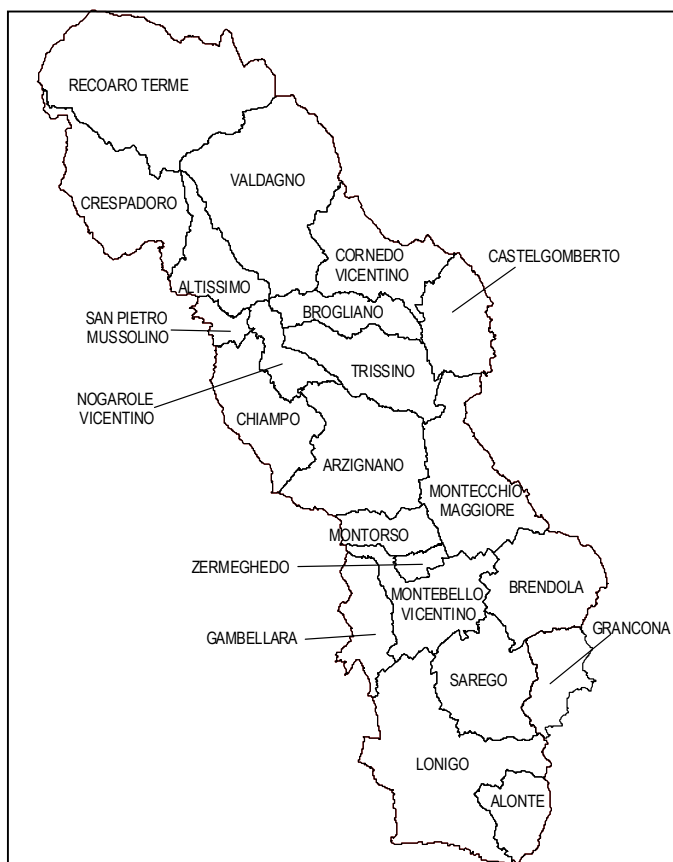 RECOARO TERME
VALDAGNO
CRESPADORO
CORNEDO
VICENTINO
CASTELGOMBERTO
ALTISSIMO
BROGLIANO
SAN PIETRO
MUSSOLINO
TRISSINO
NOGAROLE
VICENTINO
CHIAMPO
ARZIGNANO
MONTECCHIO
MAGGIORE
MONTORSO
ZERMEGHEDO
BRENDOLA
MONTEBELLO
VICENTINO
GRANCONA
GAMBELLARA
SAREGO
LONIGO
ALONTE